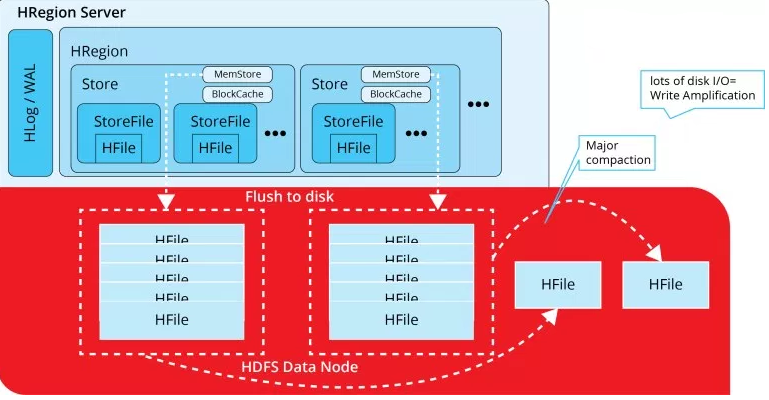 HRegion Server
HLog / WAL
HRegion
Store
MemStore
BlockCache
StoreFile
HFile
StoreFile
HFile
•••
Store
MemStore
BlockCache
StoreFile
HFile
•••
•••
lots of disk I/O=
Write Amplification
Major
compaction
Flush to disk
HFile
HFile
HFile
HFile
HFile
HFile
HFile
HFile
HFile
HFile
HFile
HFile
HDFS Data Node